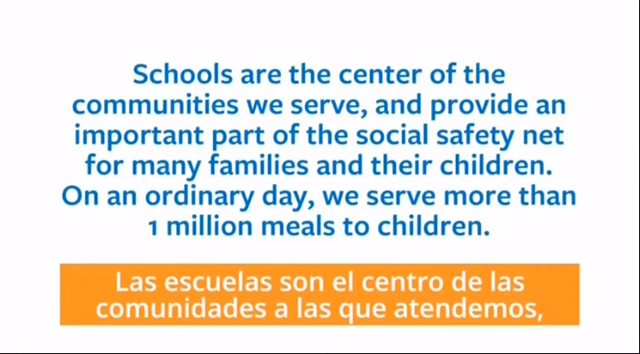 Schools are the center of the
communities we serve, and provide an
important part of the social safety net
for many families and their children.
On an ordinary day, we serve more than
1 million meals to children.
Las escuelas son el centro de las
comunidades a las que atendemos,